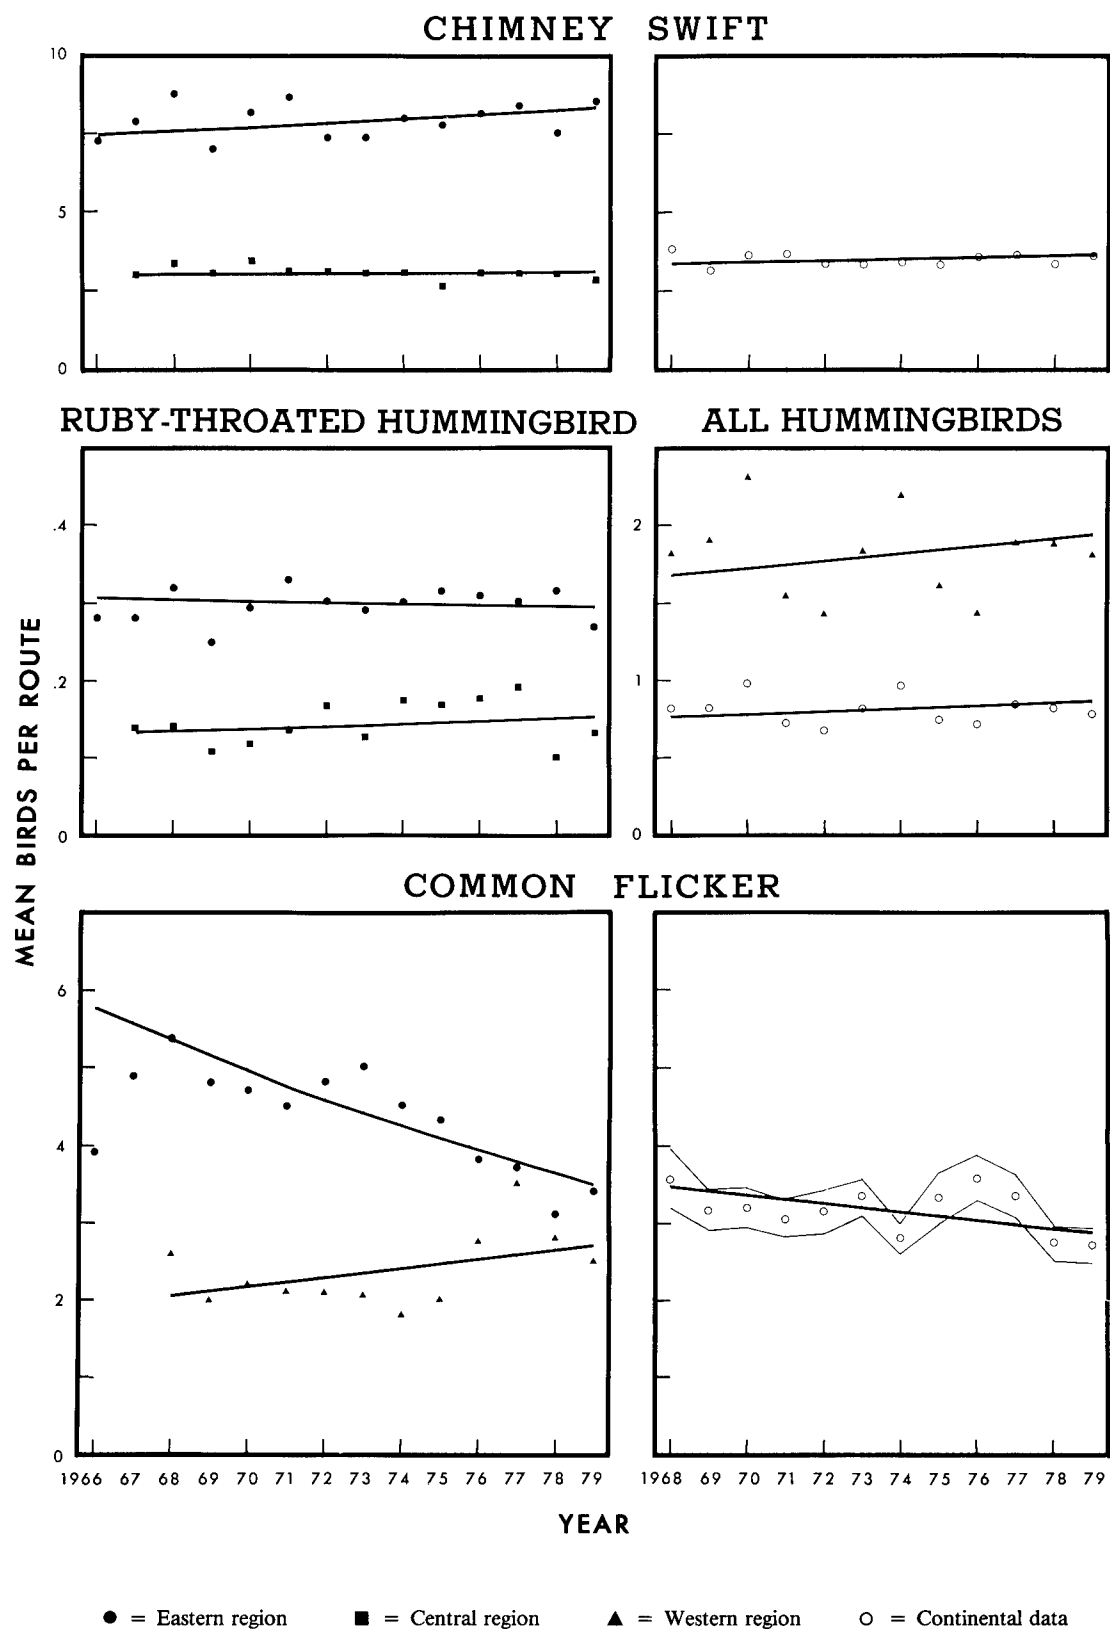 CHIMNEY SWIFT
10
5
0
RUBY-THROATED HUMMINGBIRD
ALL HUMMINGBIRDS
.4
.2
0
2
1
0
MEAN BIRDS PER ROUTE
COMMON FLICKER
6
4
2
0
1966 67 68 69 70 71 72 73 74 75 76 77 78 79
1968 69 70 71 72 73 74 75 76 77 78 79
YEAR
● = Eastern region ■ = Central region ▲ = Western region ○ = Continental data